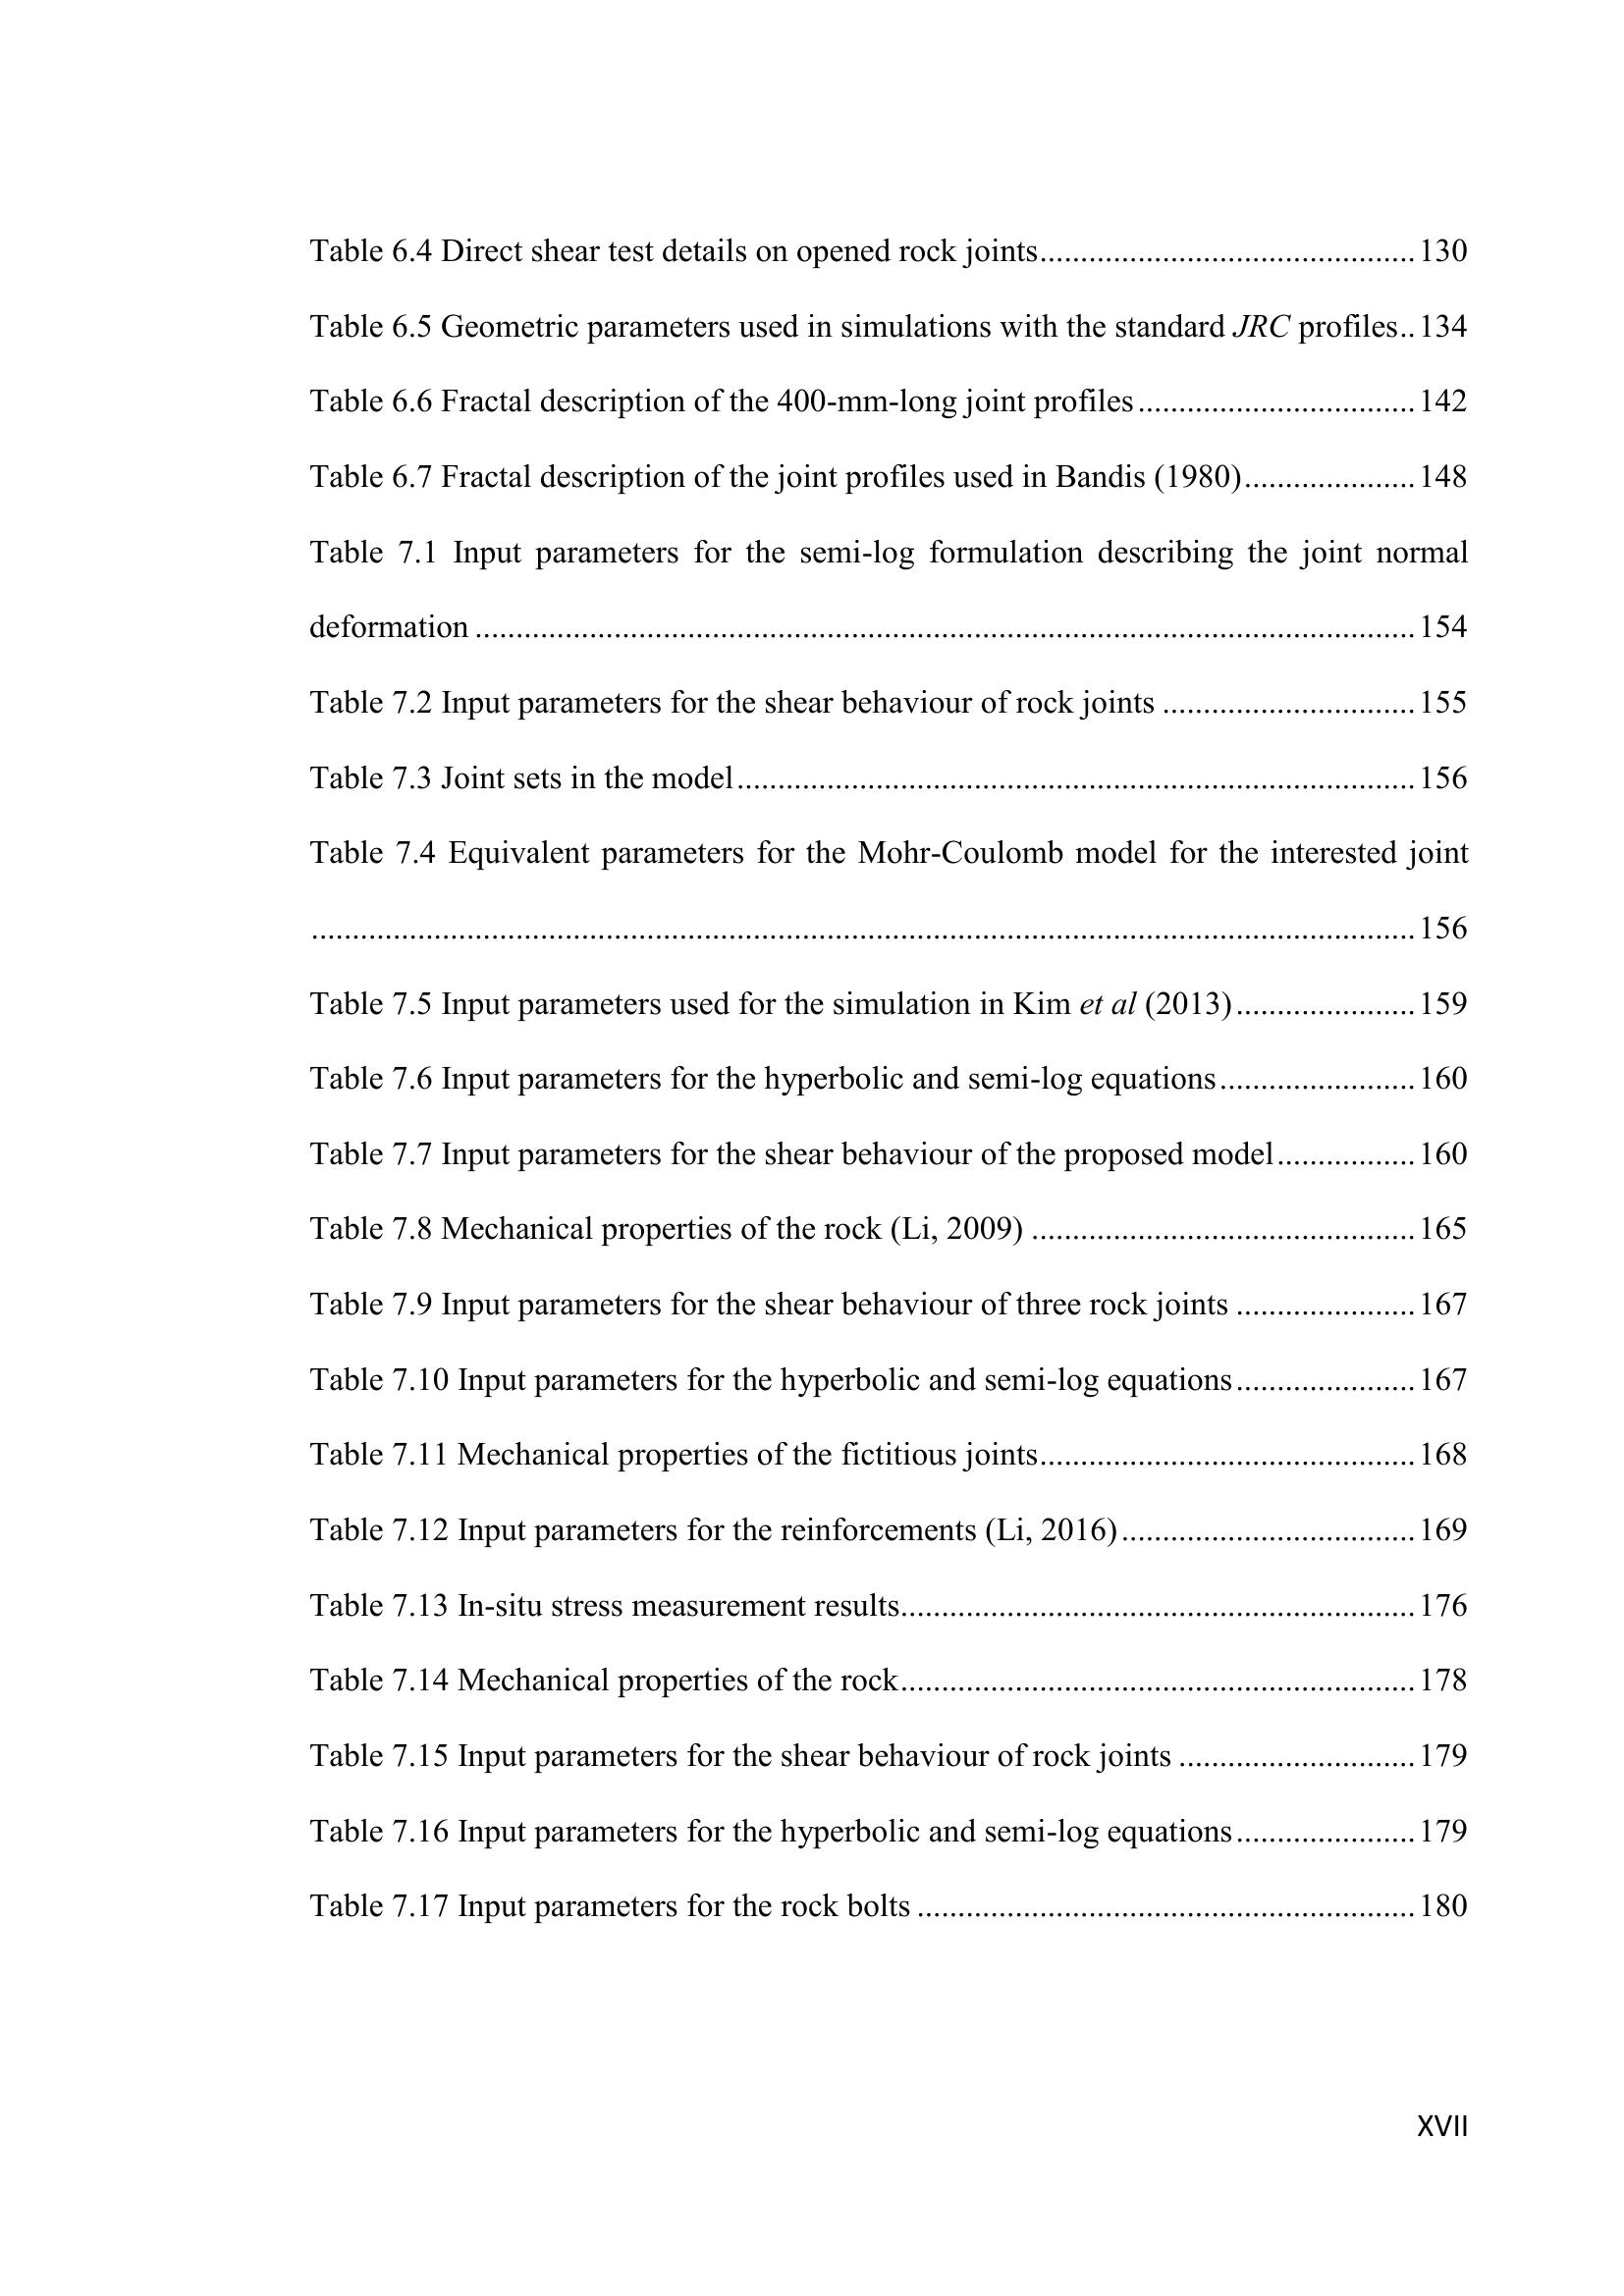 Table 6.4 Direct shear test details on opened rock joints..............................................130
Table 6.5 Geometric parameters used in simulations with the standard JRC profiles..134
Table 6.6 Fractal description of the 400-mm-long joint profiles..................................142
Table 6.7 Fractal description of the joint profiles used in Bandis (1980).....................148
Table 7.1 Input parameters for the semi-log formulation describing the joint normal
deformation...................................................................................................................154
Table 7.2 Input parameters for the shear behaviour of rock joints...............................155
Table 7.3 Joint sets in the model...................................................................................156
Table 7.4 Equivalent parameters for the Mohr-Coulomb model for the interested joint
.......................................................................................................................................156
Table 7.5 Input parameters used for the simulation in Kim et al (2013)......................159
Table 7.6 Input parameters for the hyperbolic and semi-log equations........................160
Table 7.7 Input parameters for the shear behaviour of the proposed model.................160
Table 7.8 Mechanical properties of the rock (Li, 2009)...............................................165
Table 7.9 Input parameters for the shear behaviour of three rock joints......................167
Table 7.10 Input parameters for the hyperbolic and semi-log equations......................167
Table 7.11 Mechanical properties of the fictitious joints..............................................168
Table 7.12 Input parameters for the reinforcements (Li, 2016)....................................169
Table 7.13 In-situ stress measurement results...............................................................176
Table 7.14 Mechanical properties of the rock...............................................................178
Table 7.15 Input parameters for the shear behaviour of rock joints.............................179
Table 7.16 Input parameters for the hyperbolic and semi-log equations......................179
Table 7.17 Input parameters for the rock bolts.............................................................180
XVII